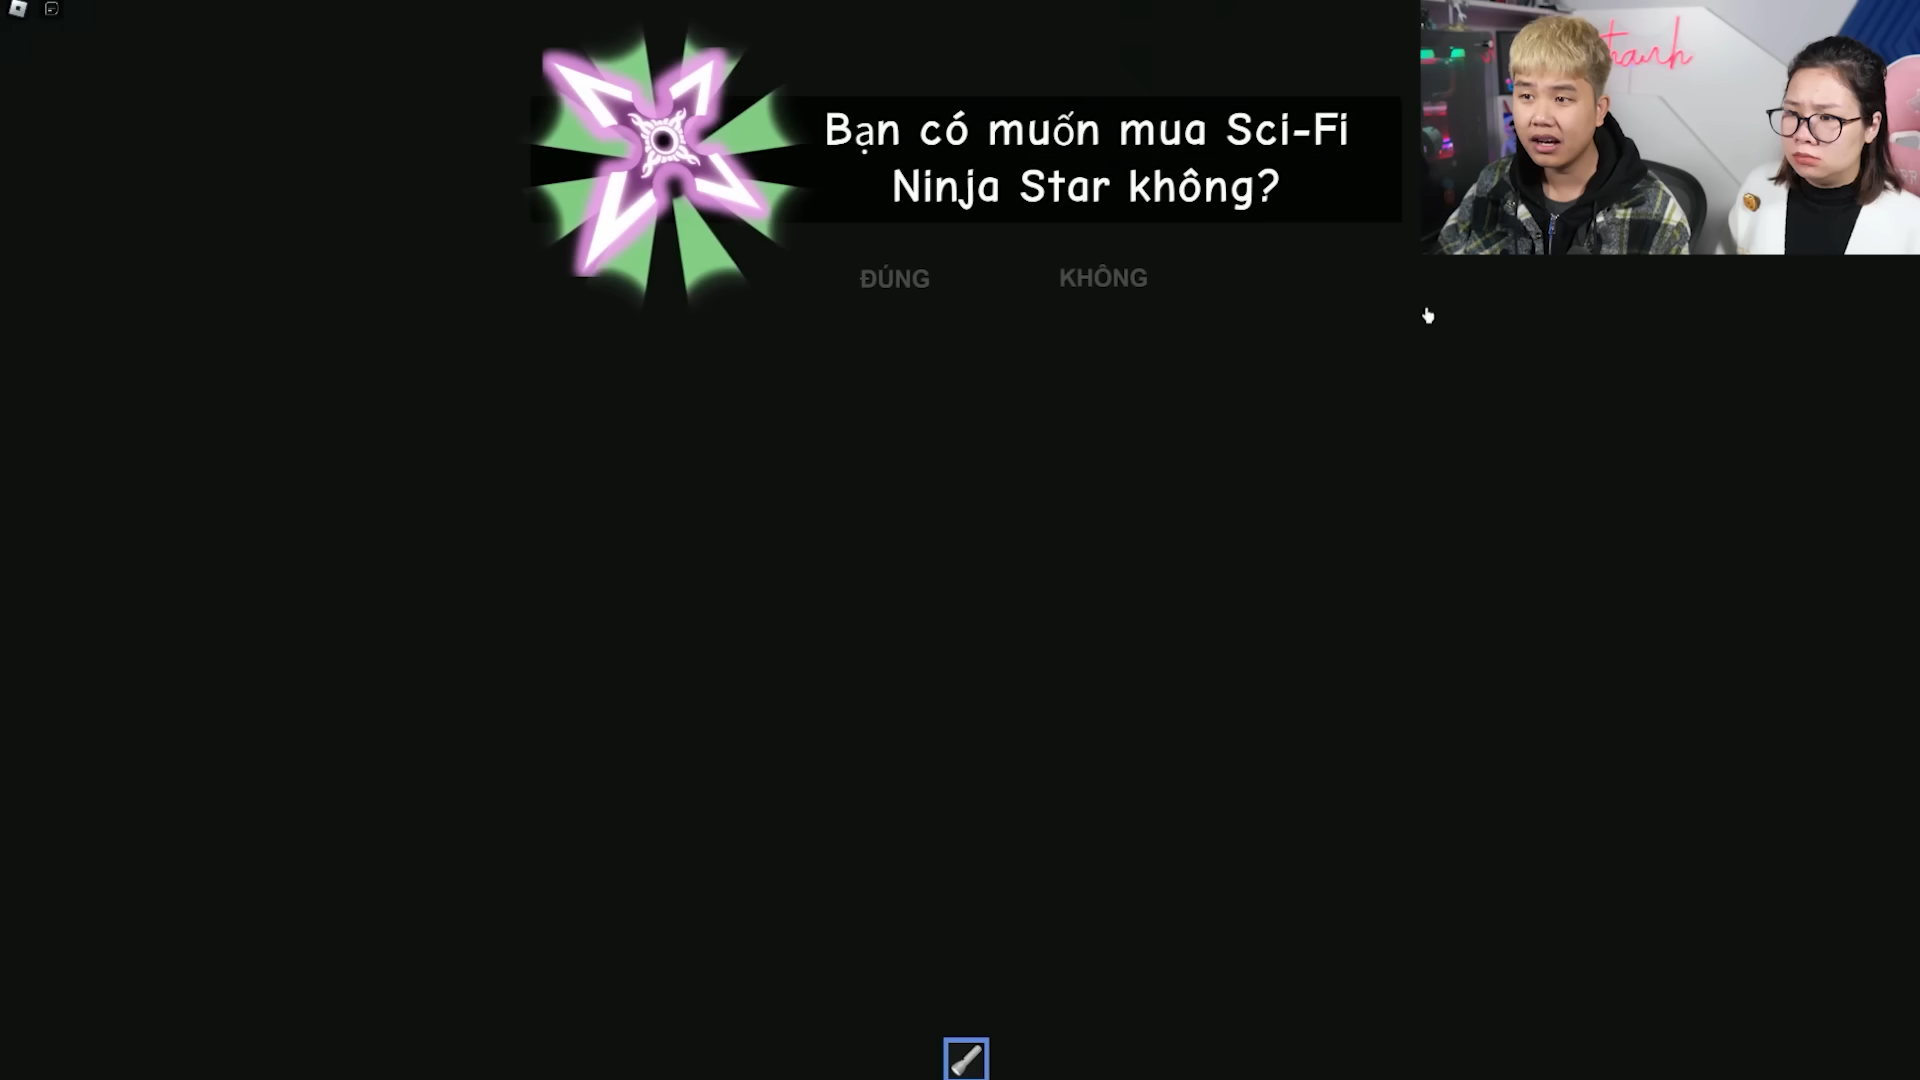 Bạn có muốn mua Sci-Fi
Ninja Star không?
ĐÚNG
KHÔNG